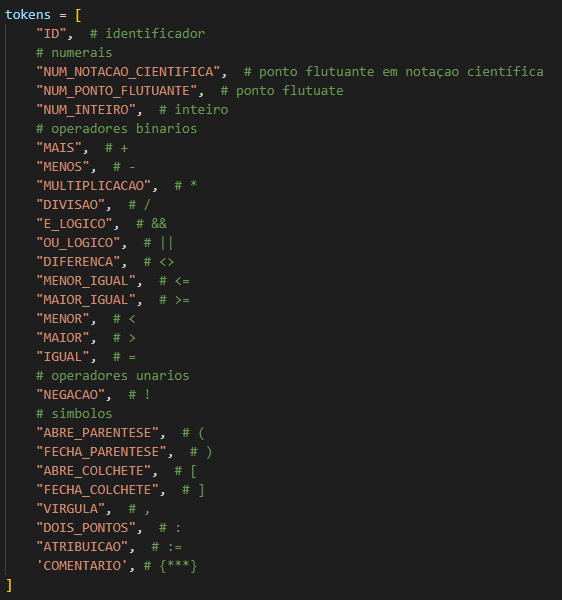 tokens = [
    "ID",  # identificador
    # numerais
    "NUM_NOTACAO_CIENTIFICA",  # ponto flutuante em notaçao científica
    "NUM_PONTO_FLUTUANTE",  # ponto flutuate
    "NUM_INTEIRO",  # inteiro
    # operadores binarios
    "MAIS",  # +
    "MENOS",  # -
    "MULTIPLICACAO",  # *
    "DIVISAO",  # /
    "E_LOGICO",  # &&
    "OU_LOGICO",  # ||
    "DIFERENCA",  # <>
    "MENOR_IGUAL",  # <=
    "MAIOR_IGUAL",  # >=
    "MENOR",  # <
    "MAIOR",  # >
    "IGUAL",  # =
    # operadores unarios
    "NEGACAO",  # !
    # simbolos
    "ABRE_PARENTESE",  # (
    "FECHA_PARENTESE",  # )
    "ABRE_COLCHETE",  # [
    "FECHA_COLCHETE",  # ]
    "VIRGULA",  # ,
    "DOIS_PONTOS",  # :
    "ATRIBUICAO",  # :=
    'COMENTARIO', # {***}
]